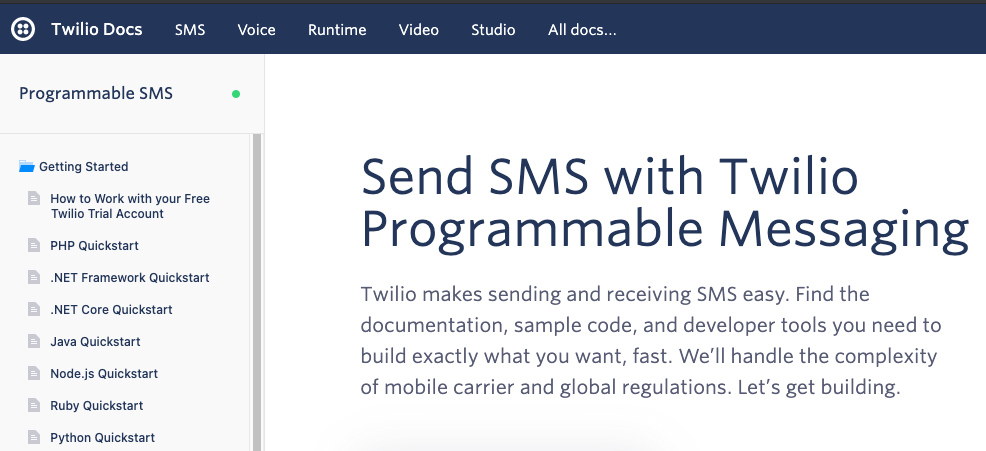 Twilio Docs SMS Voice Runtime Video Studio All docs...
Programmable SMS
Getting Started
How to Work with your Free
Twilio Trial Account
PHP Quickstart
.NET Framework Quickstart
.NET Core Quickstart
Java Quickstart
Node.js Quickstart
Ruby Quickstart
Python Quickstart
Send SMS with Twilio
Programmable Messaging
Twilio makes sending and receiving SMS easy. Find the
documentation, sample code, and developer tools you need to
build exactly what you want, fast. We’ll handle the complexity
of mobile carrier and global regulations. Let’s get building.